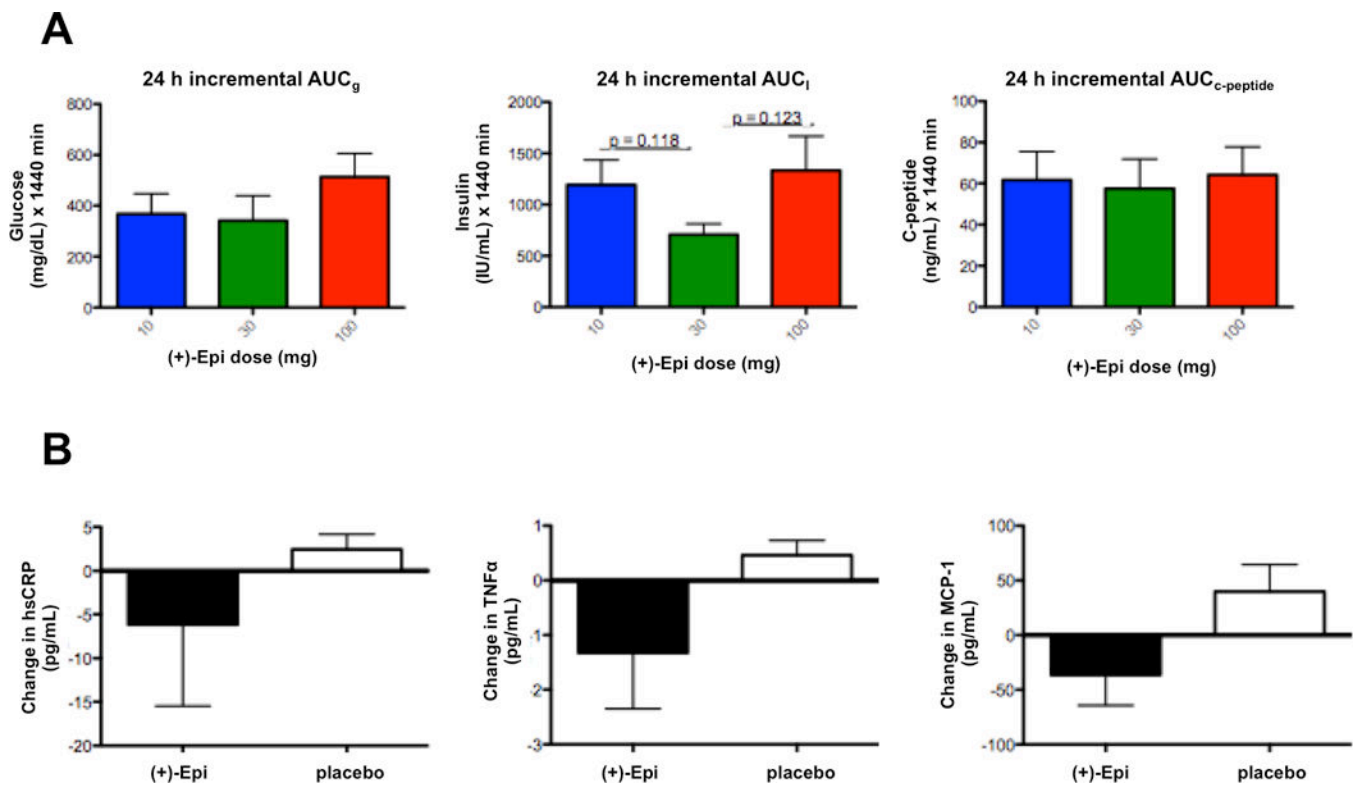 A
24 h incremental AUCg
Glucose
(mg/dL) x 1440 min
800
600
400
200
0
10
30
100
(+)-Epi dose (mg)
24 h incremental AUCI
Insulin
(IU/mL) x 1440 min
2000
1500
1000
500
0
p = 0.118
p = 0.123
10
30
100
(+)-Epi dose (mg)
24 h incremental AUCc-peptide
C-peptide
(ng/mL) x 1440 min
100
80
60
40
20
0
10
30
100
(+)-Epi dose (mg)
B
Change in hsCRP
(pg/mL)
5
0
-5
-10
-15
-20
(+)-Epi
placebo
Change in TNFα
(pg/mL)
1
0
-1
-2
-3
(+)-Epi
placebo
Change in MCP-1
(pg/mL)
100
50
0
-50
-100
(+)-Epi
placebo